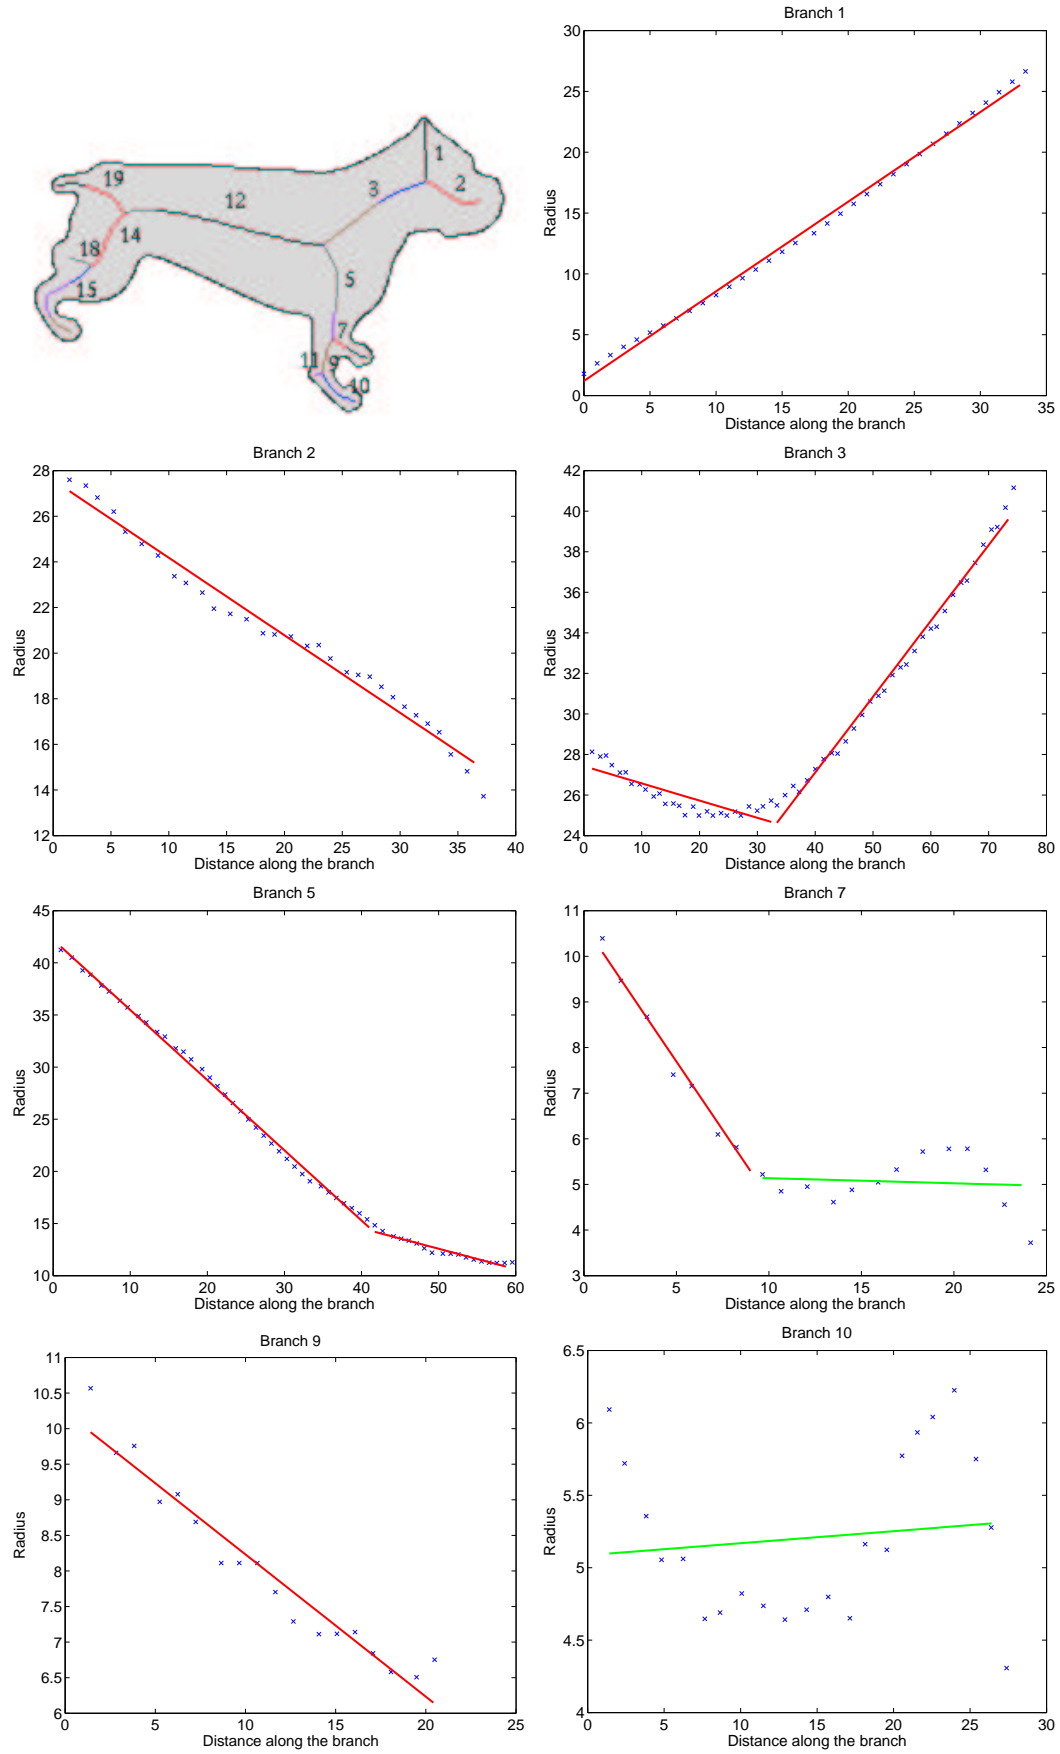 Branch 1
30
25
20
15
10
5
0
Radius
0 5 10 15 20 25 30 35
Distance along the branch
1
2
3
19
12
14
18
15
5
7
11
9
10
Branch 2
28
26
24
22
20
18
16
14
12
Radius
0 5 10 15 20 25 30 35 40
Distance along the branch
Branch 3
42
40
38
36
34
32
30
28
26
24
Radius
0 10 20 30 40 50 60 70 80
Distance along the branch
Branch 5
45
40
35
30
25
20
15
10
Radius
0 10 20 30 40 50 60
Distance along the branch
Branch 7
11
10
9
8
7
6
5
4
3
Radius
0 5 10 15 20 25
Distance along the branch
Branch 9
11
10.5
10
9.5
9
8.5
8
7.5
7
6.5
6
Radius
0 5 10 15 20 25
Distance along the branch
Branch 10
6.5
6
5.5
5
4.5
4
Radius
0 5 10 15 20 25 30
Distance along the branch